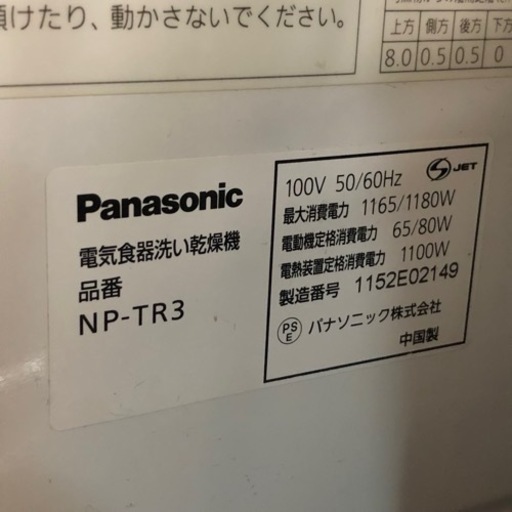 傾けたり、動かさないでください。
上方 側方 後方 下方
8.0 0.5 0.5 0
Panasonic
電気食器洗い乾燥機
品番
NP-TR3
JET
100V 50/60Hz
最大消費電力 1165/1180W
電動機定格消費電力 65/80W
電熱装置定格消費電力 1100W
製造番号 1152E02149
PS E パナソニック株式会社
中国製